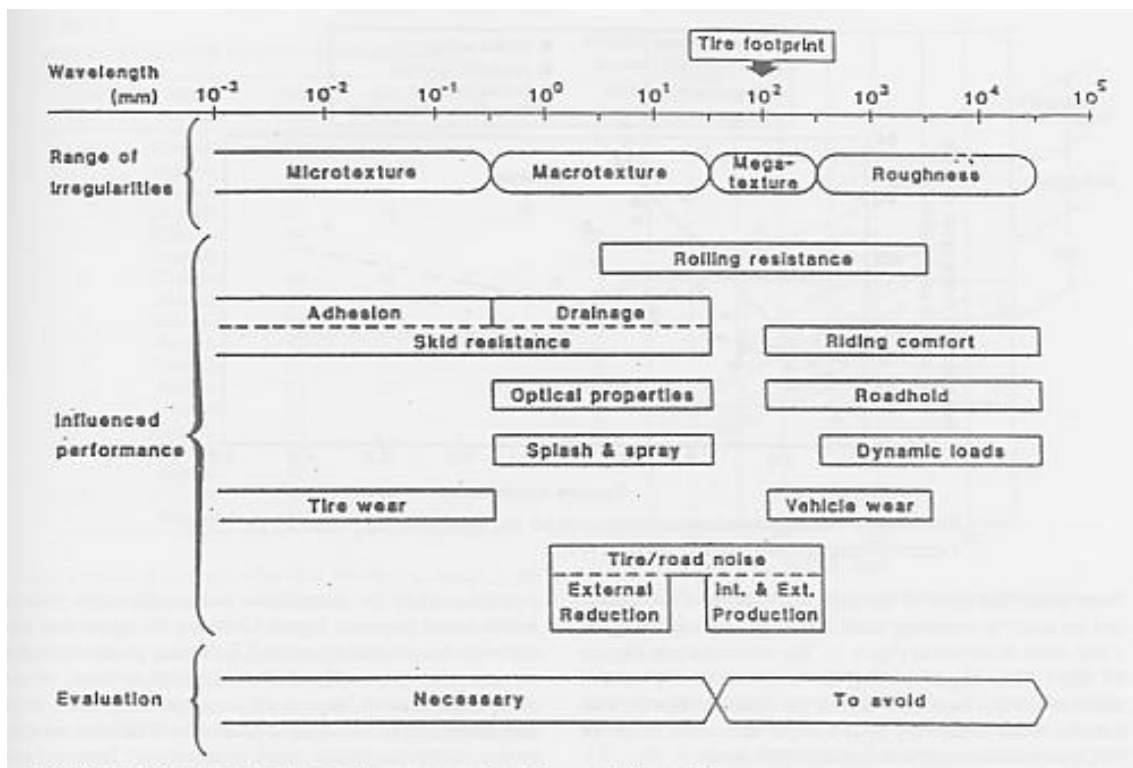 Tire footprint
Wavelength
(mm) 10⁻³ 10⁻² 10⁻¹ 10⁰ 10¹ 10² 10³ 10⁴ 10⁵
Range of
irregularities
Microtexture
Macrotexture
Mega-
texture
Roughness
Influenced
performance
Rolling resistance
Adhesion
Drainage
Skid resistance
Riding comfort
Optical properties
Roadhold
Splash & spray
Dynamic loads
Tire wear
Vehicle wear
Tire/road noise
External
Reduction
Int. & Ext.
Production
Evaluation
Necessary
To avoid